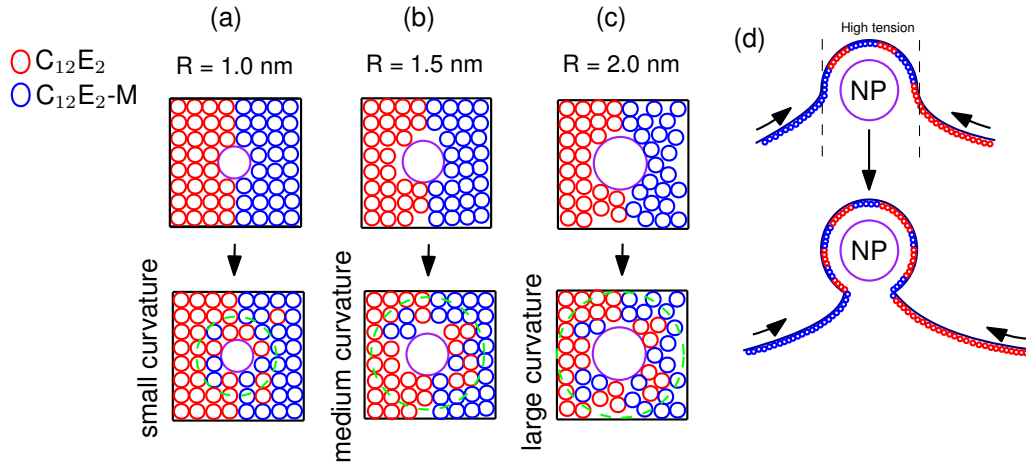 (a)
(b)
(c)
(d)
C₁₂E₂
C₁₂E₂-M
R = 1.0 nm
R = 1.5 nm
R = 2.0 nm
High tension
NP
small curvature
medium curvature
large curvature
NP